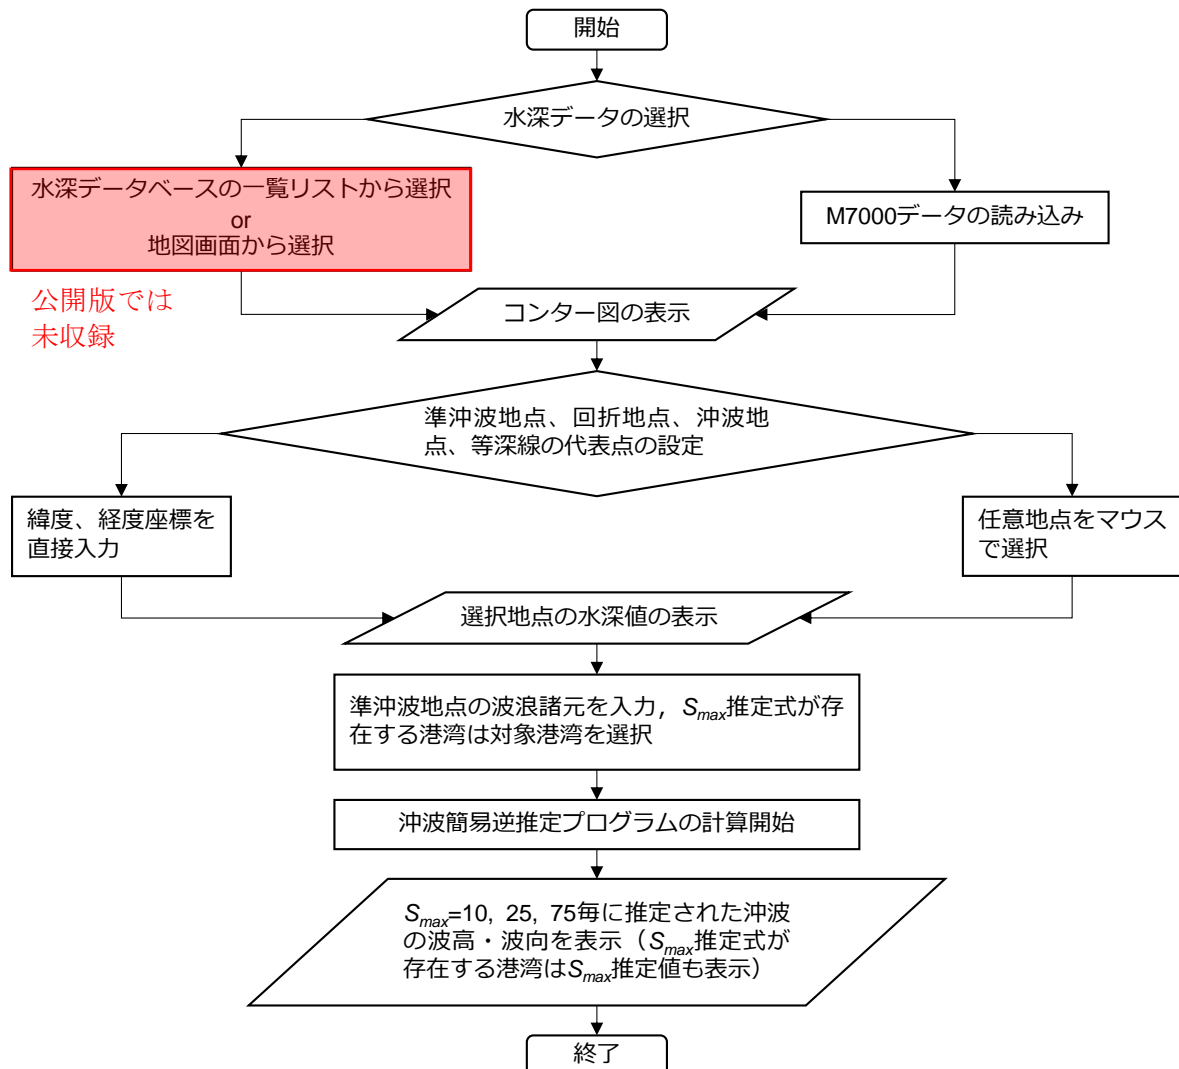 開始
水深データの選択
水深データベースの一覧リストから選択
or
地図画面から選択
M7000データの読み込み
公開版では
未収録
コンター図の表示
準沖波地点、回折地点、沖波地
点、等深線の代表点の設定
緯度、経度座標を
直接入力
任意地点をマウス
で選択
選択地点の水深値の表示
準沖波地点の波浪諸元を入力，Smax推定式が存
在する港湾は対象港湾を選択
沖波簡易逆推定プログラムの計算開始
Smax=10, 25, 75毎に推定された沖波
の波高・波向を表示（Smax推定式が
存在する港湾はSmax推定値も表示）
終了